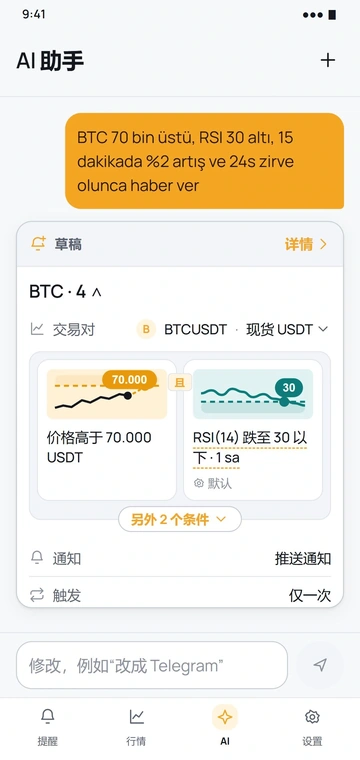 9:41
AI 助手
BTC 70 bin üstü, RSI 30 altı, 15
dakikada %2 artış ve 24s zirve
olunca haber ver
草稿
详情
BTC · 4
交易对
B
BTCUSDT · 现货 USDT
70.000
且
30
价格高于 70.000
USDT
RSI(14) 跌至 30 以
下 · 1 sa
默认
另外 2 个条件
通知
推送通知
触发
仅一次
修改，例如“改成 Telegram”
提醒
行情
AI
设置